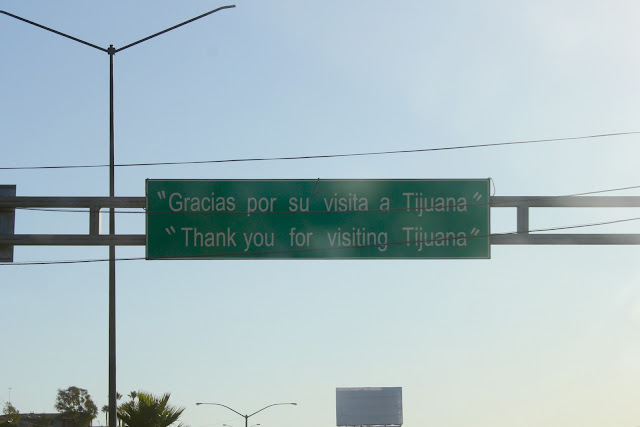 "Gracias por su visita a Tijuana"
"Thank you for visiting Tijuana"